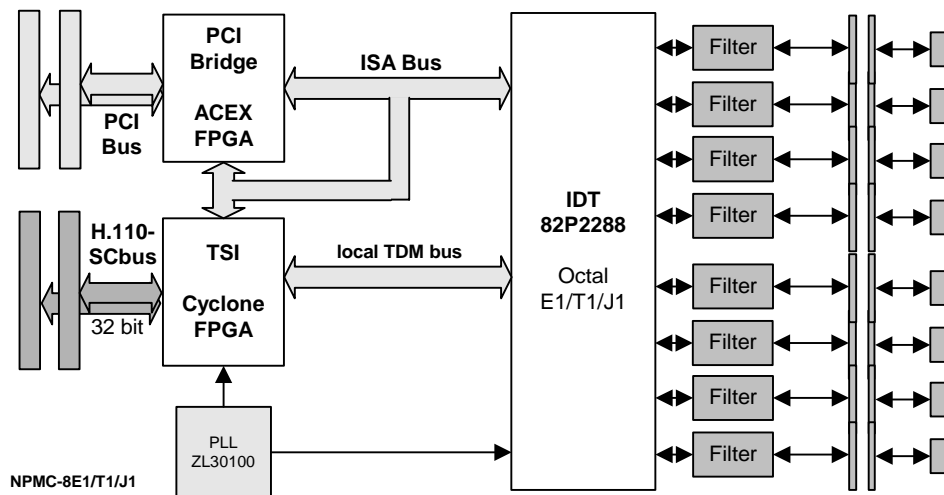 PCI
Bridge
ACEX
FPGA
ISA Bus
PCI
Bus
H.110-
SCbus
32 bit
TSI
Cyclone
FPGA
local TDM bus
IDT
82P2288
Octal
E1/T1/J1
Filter
Filter
Filter
Filter
Filter
Filter
Filter
Filter
PLL
ZL30100
NPMC-8E1/T1/J1